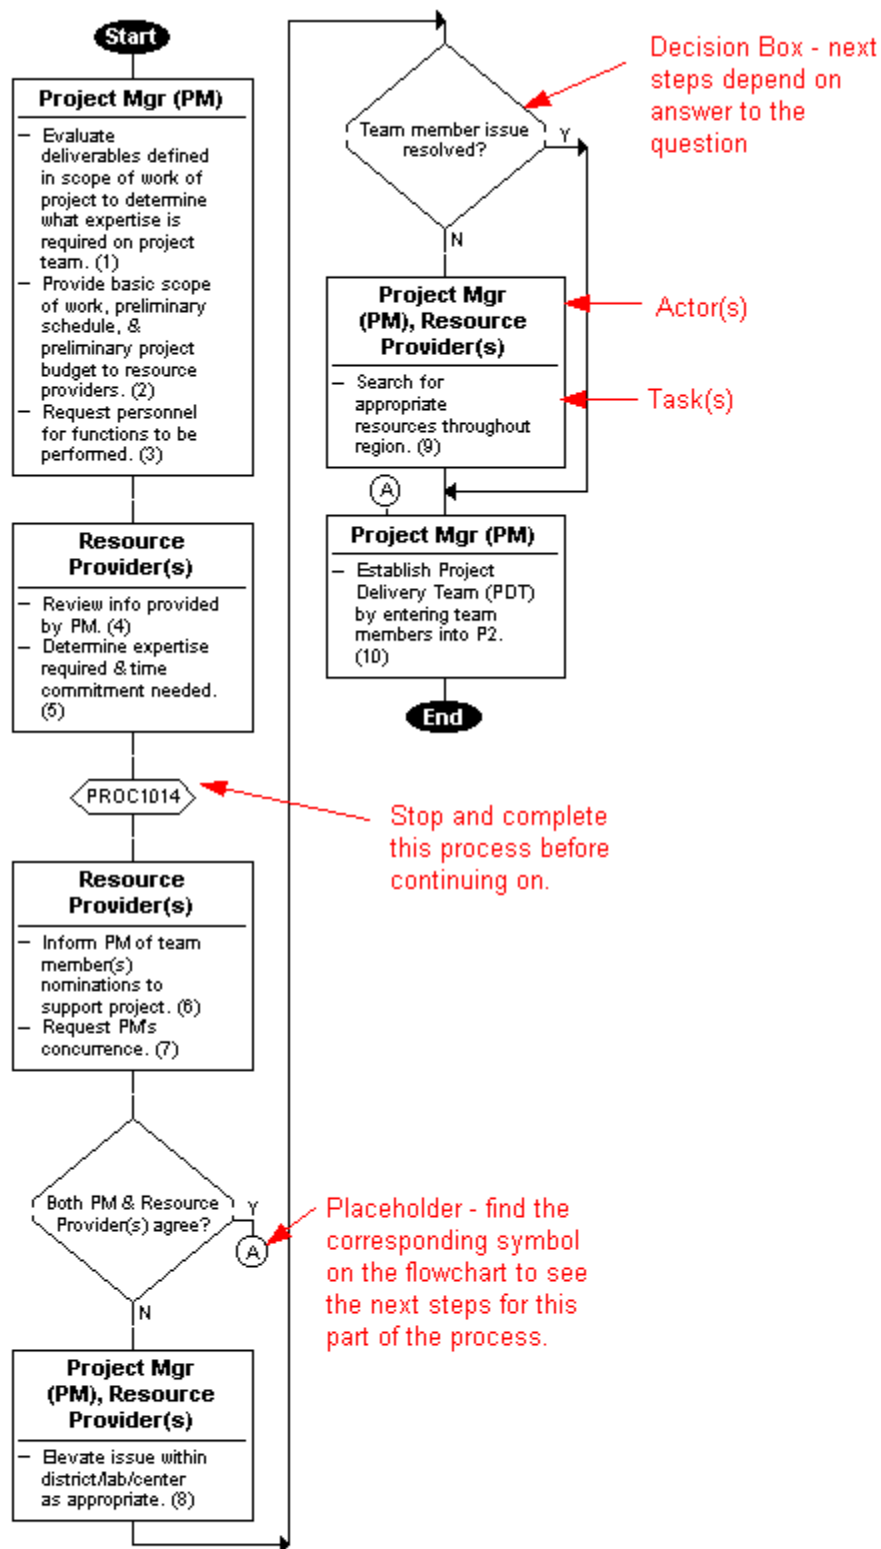 Start
Project Mgr (PM)
– Evaluate
deliverables defined
in scope of work of
project to determine
what expertise is
required on project
team. (1)
– Provide basic scope
of work, preliminary
schedule, &
preliminary project
budget to resource
providers. (2)
– Request personnel
for functions to be
performed. (3)
Resource
Provider(s)
– Review info provided
by PM. (4)
– Determine expertise
required & time
commitment needed.
(5)
PROC1014
Stop and complete
this process before
continuing on.
Resource
Provider(s)
– Inform PM of team
member(s)
nominations to
support project. (6)
– Request PM's
concurrence. (7)
Both PM & Resource
Provider(s) agree?
Y
A
N
Placeholder - find the
corresponding symbol
on the flowchart to see
the next steps for this
part of the process.
Project Mgr
(PM), Resource
Provider(s)
– Elevate issue within
district/lab/center
as appropriate. (8)
Team member issue
resolved?
Y
N
Decision Box - next
steps depend on
answer to the
question
Project Mgr
(PM), Resource
Provider(s)
Actor(s)
– Search for
appropriate
resources throughout
region. (9)
Task(s)
A
Project Mgr (PM)
– Establish Project
Delivery Team (PDT)
by entering team
members into P2.
(10)
End